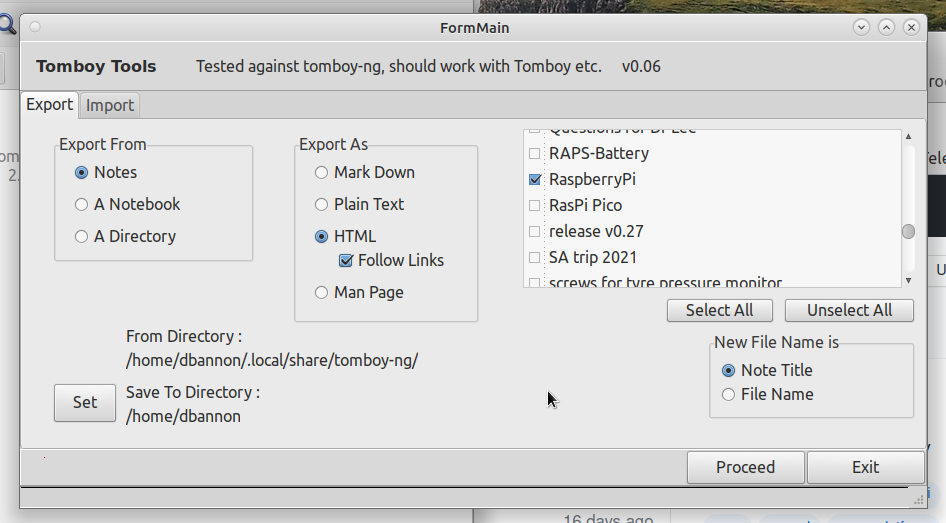 FormMain
Tomboy Tools Tested against tomboy-ng, should work with Tomboy etc. v0.06
Export Import
Export From
Notes
A Notebook
A Directory
Export As
Mark Down
Plain Text
HTML
Follow Links
Man Page
Questions for Dr Lee
RAPS-Battery
RaspberryPi
RasPi Pico
release v0.27
SA trip 2021
screws for tyre pressure monitor
Select All Unselect All
From Directory :
/home/dbannon/.local/share/tomboy-ng/
New File Name is
Note Title
File Name
Set
Save To Directory :
/home/dbannon
Proceed Exit
16 days ago